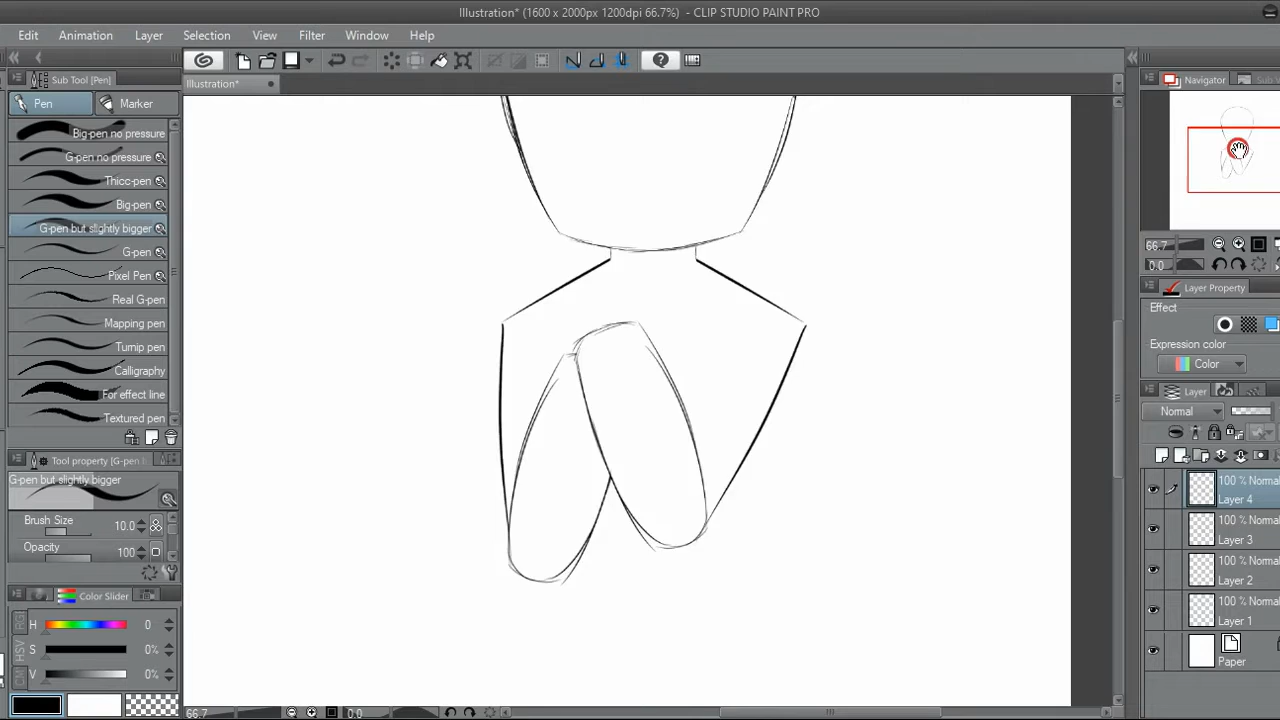 Illustration* (1600 x 2000px 1200dpi 66.7%) - CLIP STUDIO PAINT PRO
Edit Animation Layer Selection View Filter Window Help
Sub Tool [Pen]
Illustration*
Navigator
Sub V
Pen
Marker
Big-pen no pressure
G-pen no pressure
Thicc-pen
Big-pen
G-pen but slightly bigger
G-pen
Pixel Pen
Real G-pen
Mapping pen
Turnip pen
Calligraphy
For effect line
Textured pen
Tool property [G-pen b
G-pen but slightly bigger
Brush Size
10.0
Opacity
100
Color Slider
RGB
HSV
CM
H
0
S
0%
V
0%
66.7
0.0
66.7
0.0
Layer Property
Effect
Expression color
Color
Layer
Normal
100 % Normal
Layer 4
100 % Normal
Layer 3
100 % Normal
Layer 2
100 % Normal
Layer 1
Paper